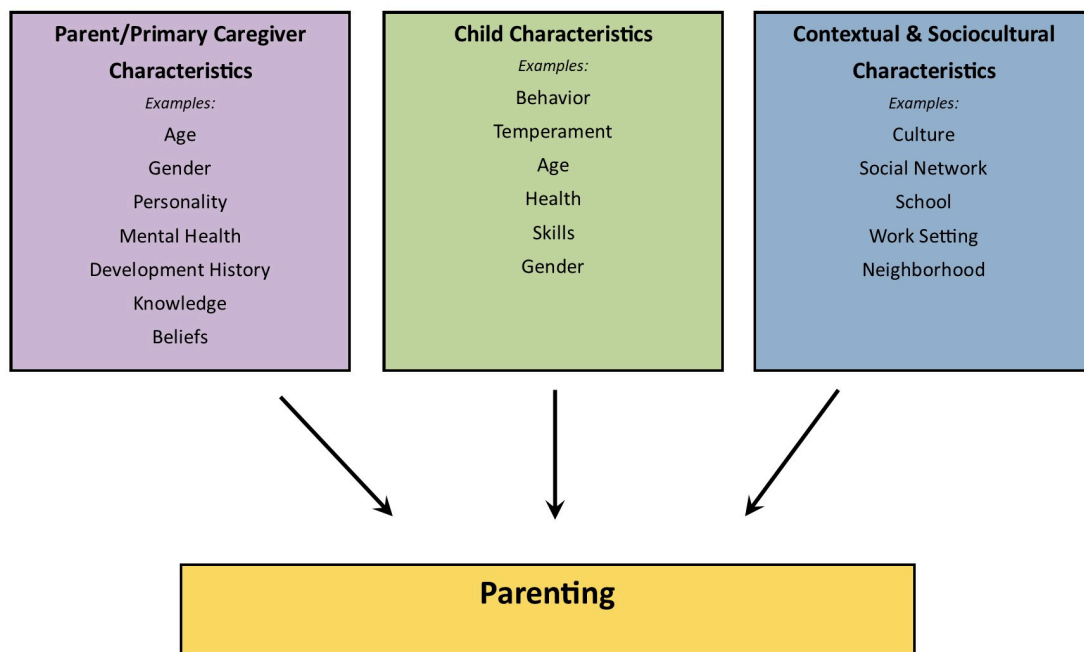 Parent/Primary Caregiver
Characteristics
Examples:
Age
Gender
Personality
Mental Health
Development History
Knowledge
Beliefs
Child Characteristics
Examples:
Behavior
Temperament
Age
Health
Skills
Gender
Contextual & Sociocultural
Characteristics
Examples:
Culture
Social Network
School
Work Setting
Neighborhood
Parenting